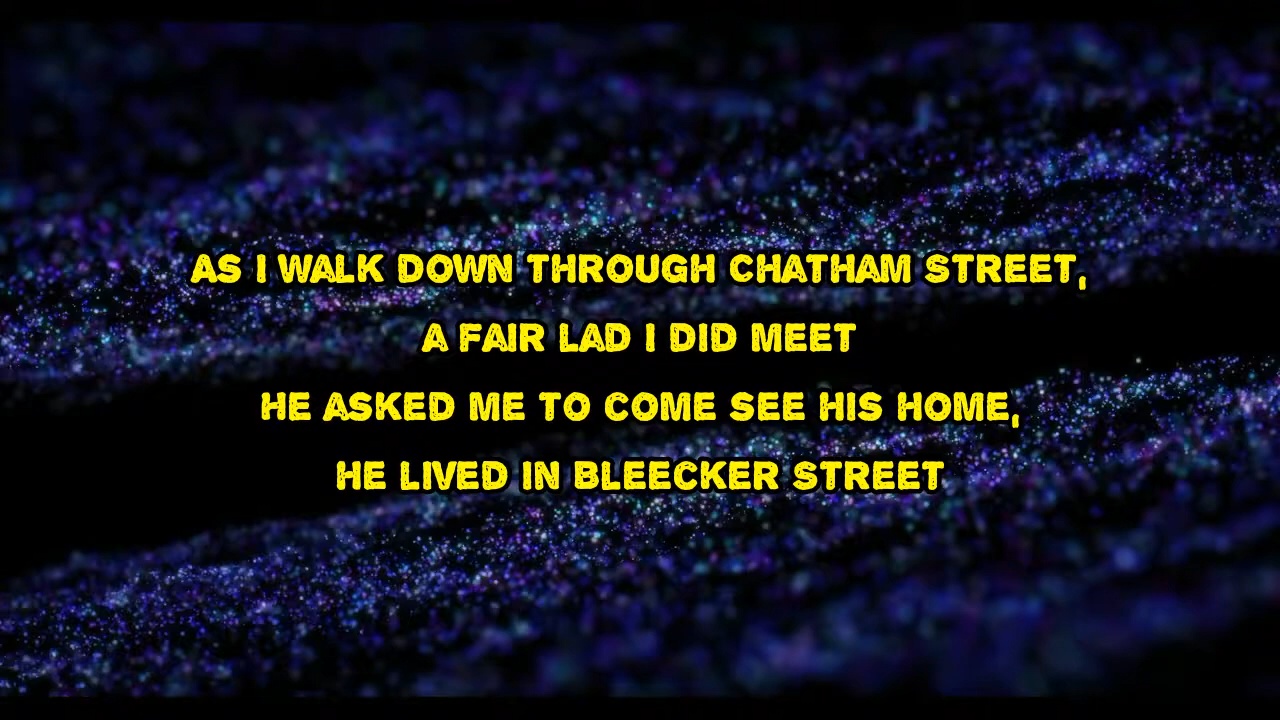 AS I WALK DOWN THROUGH CHATHAM STREET,
A FAIR LAD I DID MEET
HE ASKED ME TO COME SEE HIS HOME,
HE LIVED IN BLEECKER STREET